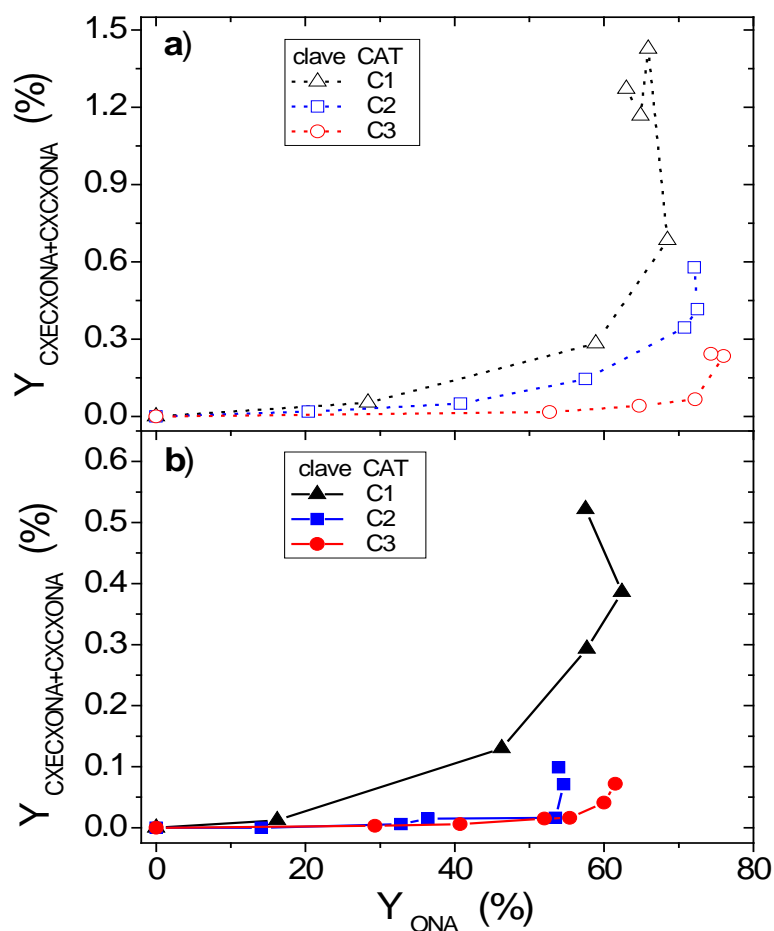 a)
clave CAT
C1
C2
C3
1.5
1.2
0.9
0.6
0.3
0.0
Y CXECXONA+CXCXONA (%)
b)
clave CAT
C1
C2
C3
0.6
0.5
0.4
0.3
0.2
0.1
0.0
Y CXECXONA+CXCXONA (%)
0 20 40 60 80
Y ONA (%)